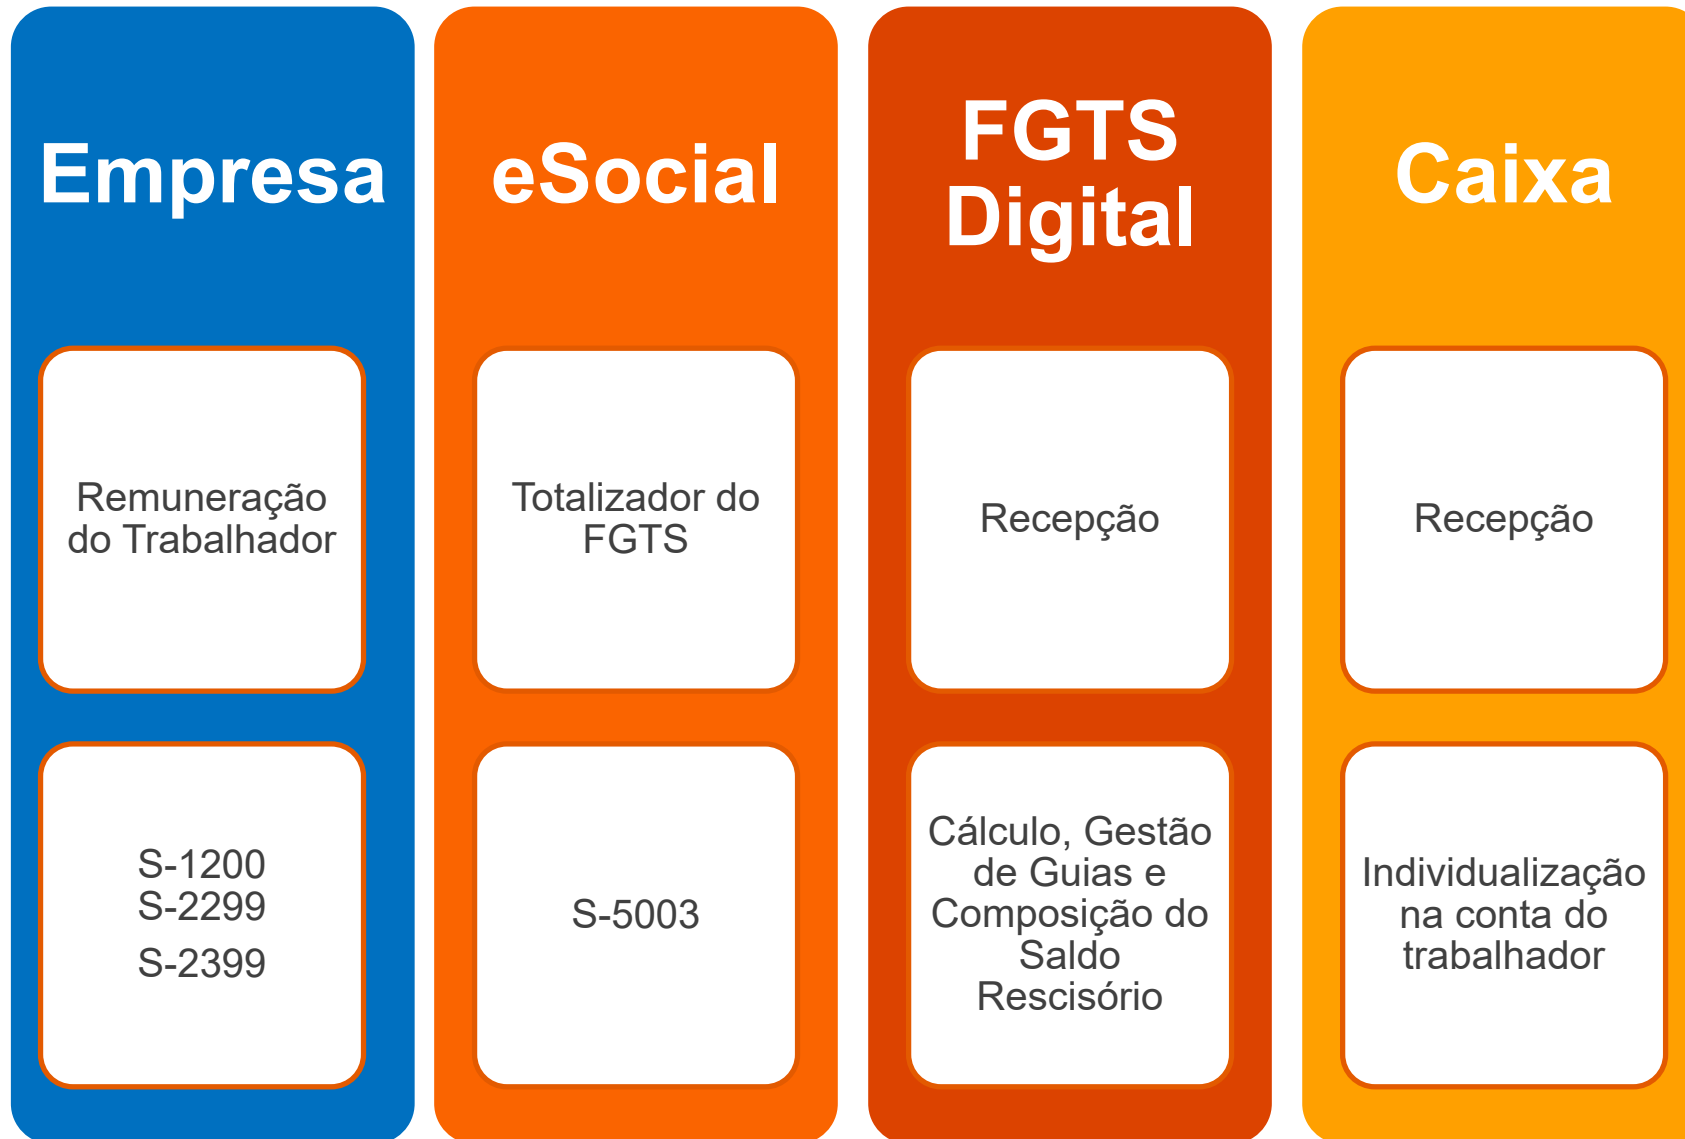 Empresa
Remuneração
do Trabalhador
S-1200
S-2299
S-2399
eSocial
Totalizador do
FGTS
S-5003
FGTS
Digital
Recepção
Cálculo, Gestão
de Guias e
Composição do
Saldo
Rescisório
Caixa
Recepção
Individualização
na conta do
trabalhador